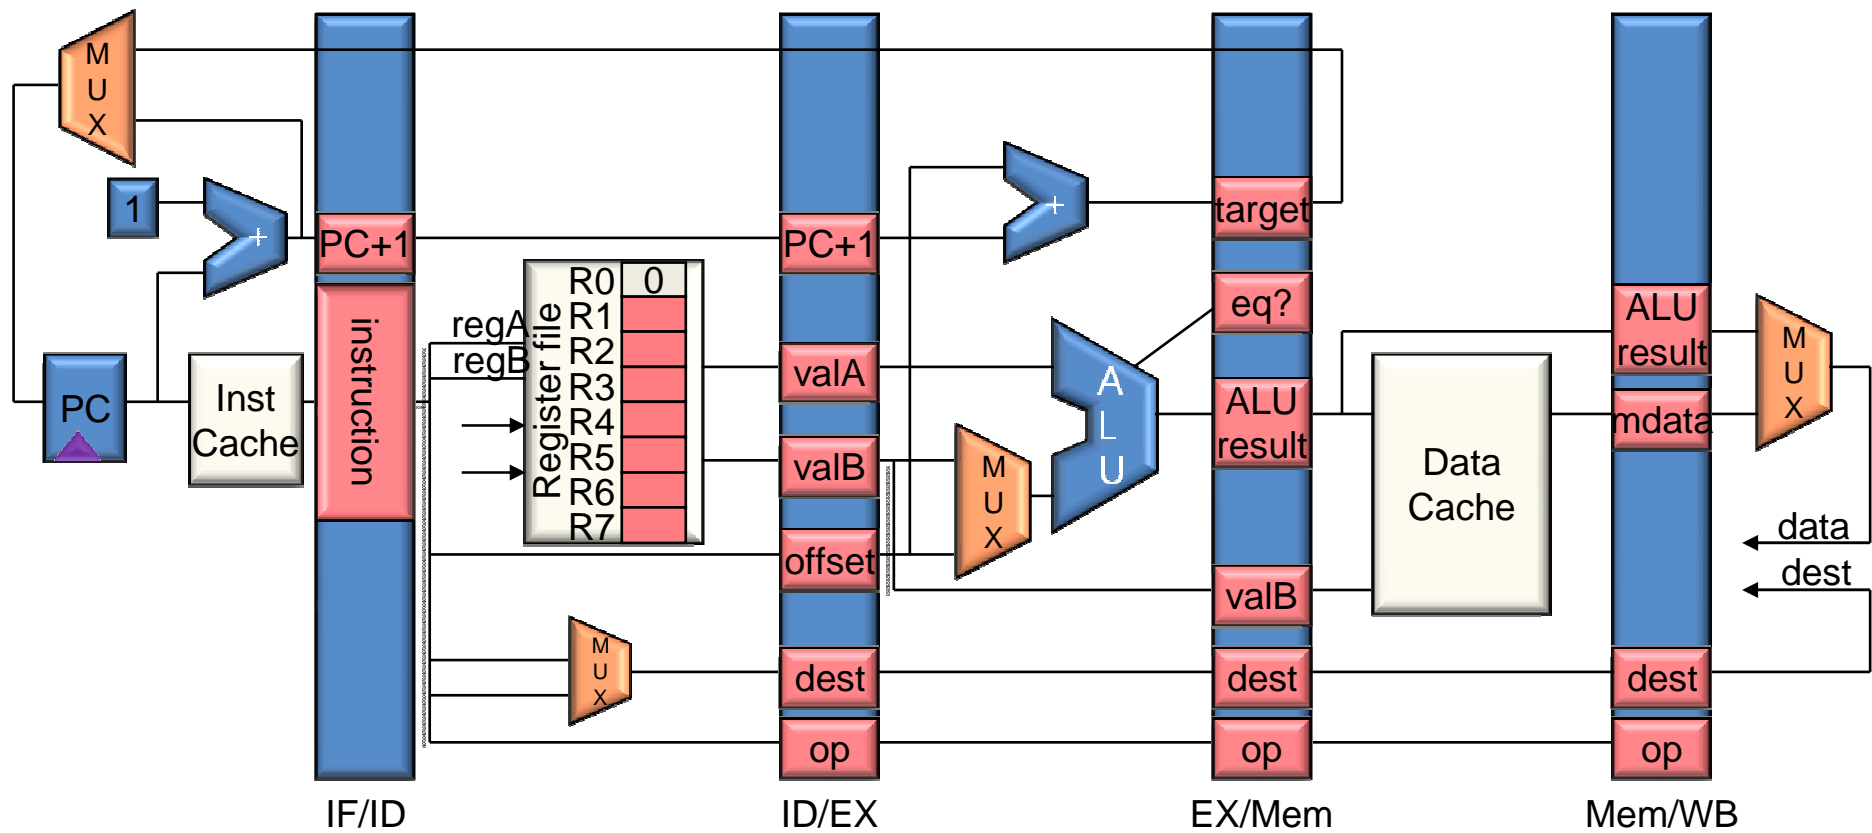 M
U
X
1
+
PC+1
PC
Inst
Cache
instruction
regA
regB
Register file
R0 0
R1
R2
R3
R4
R5
R6
R7
M
U
X
PC+1
valA
valB
offset
dest
op
+
M
U
X
A
L
U
target
eq?
ALU
result
valB
dest
op
Data
Cache
ALU
result
mdata
dest
op
M
U
X
data
dest
IF/ID
ID/EX
EX/Mem
Mem/WB